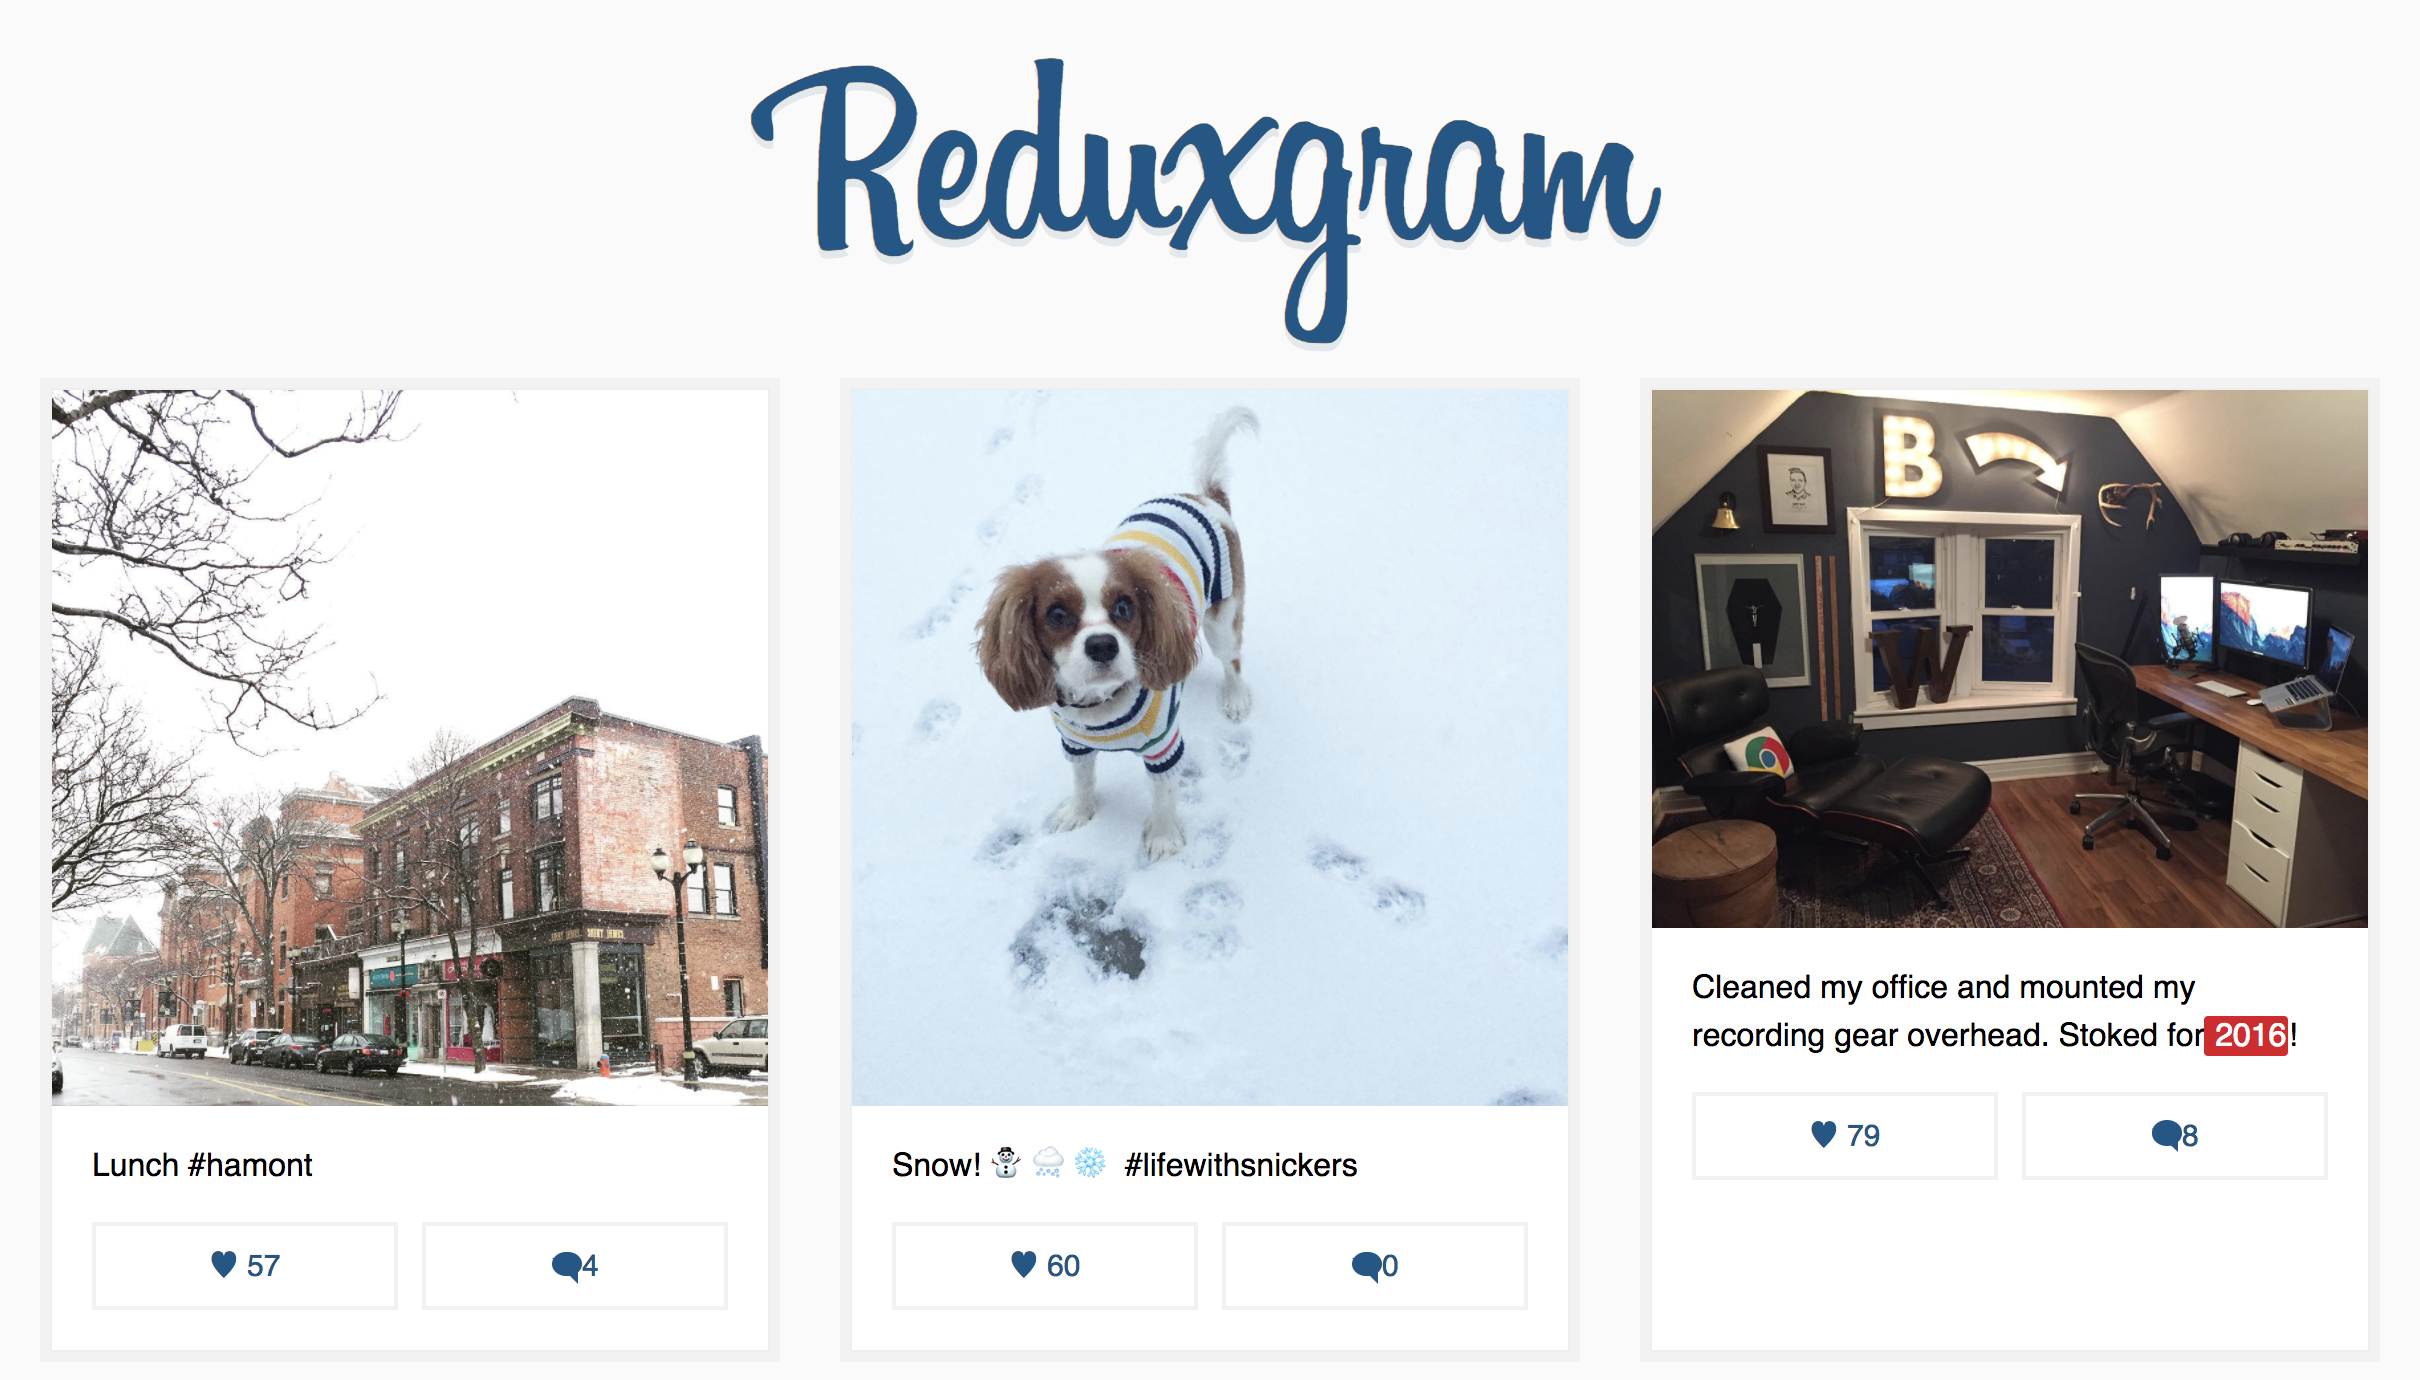 Reduxgram
B
W
Lunch #hamont
57
4
Snow! ⛄🌨❄ #lifewithsnickers
60
0
Cleaned my office and mounted my
recording gear overhead. Stoked for 2016!
79
8